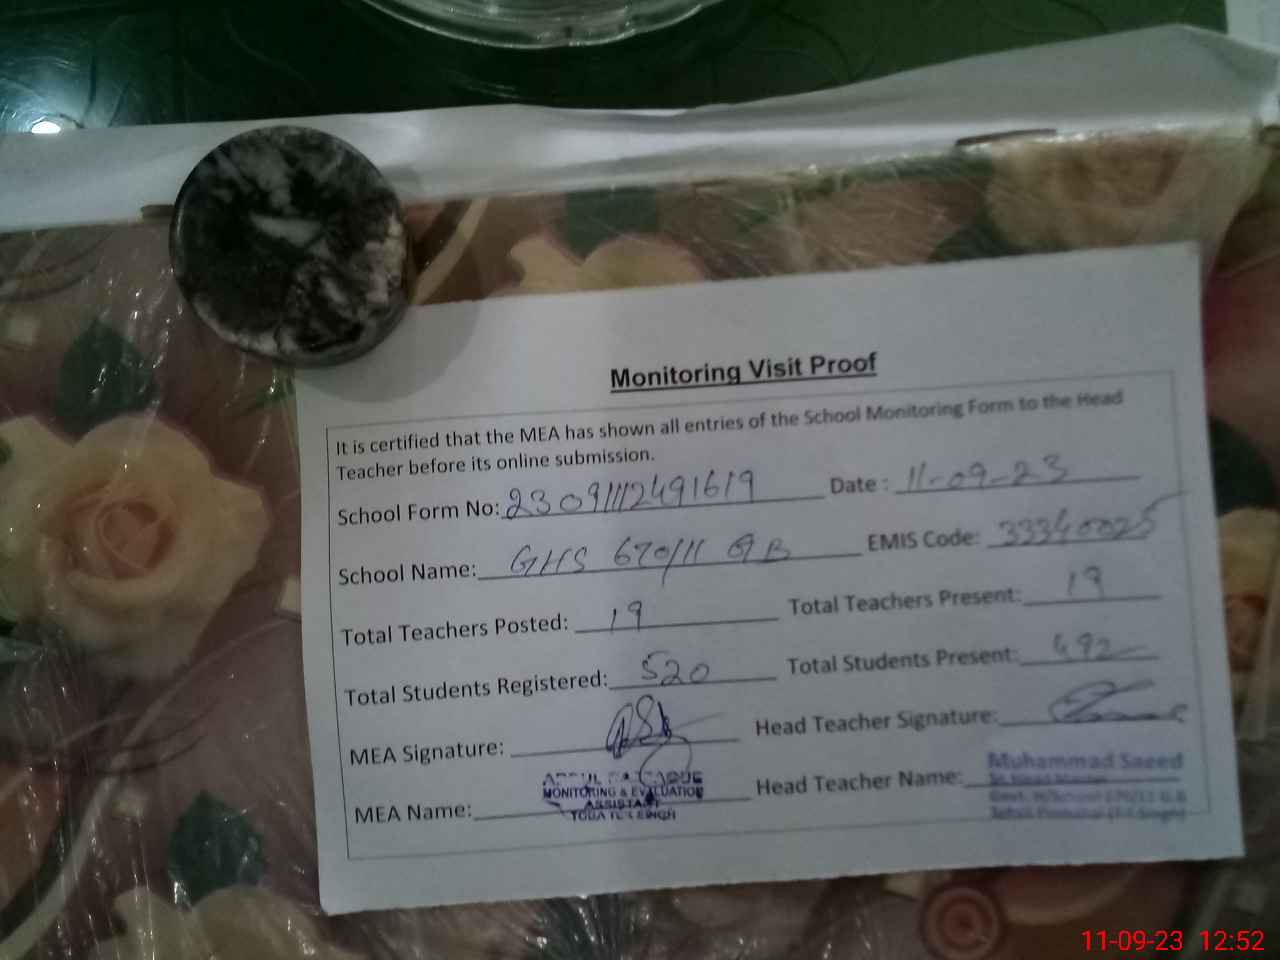 Monitoring Visit Proof
It is certified that the MEA has shown all entries of the School Monitoring Form to the Head
Teacher before its online submission.
School Form No: 23091112491619 Date : 11-09-23
School Name: GHS 670/11 GB EMIS Code: 33340025
Total Teachers Posted: 19 Total Teachers Present: 19
Total Students Registered: 520 Total Students Present: 492
MEA Signature: Head Teacher Signature:
MEA Name: Head Teacher Name:
MONITORING & EVALUATION
ASSISTANT
Muhammad Saeed
11-09-23 12:52